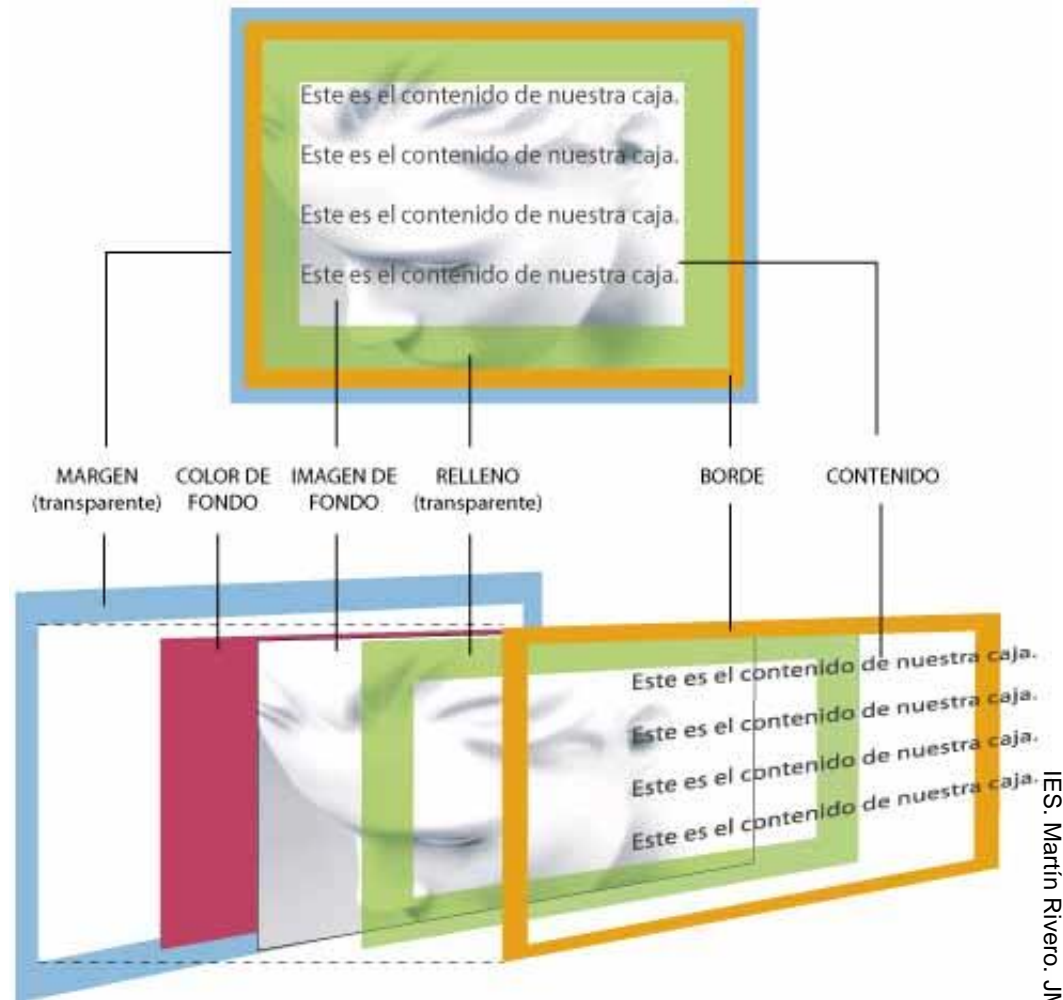 Este es el contenido de nuestra caja.
Este es el contenido de nuestra caja.
Este es el contenido de nuestra caja.
Este es el contenido de nuestra caja.
MARGEN
(transparente)
COLOR DE
FONDO
IMAGEN DE
FONDO
RELLENO
(transparente)
BORDE
CONTENIDO
Este es el contenido de nuestra caja.
Este es el contenido de nuestra caja.
Este es el contenido de nuestra caja.
Este es el contenido de nuestra caja.
IES. Martín Rivero.